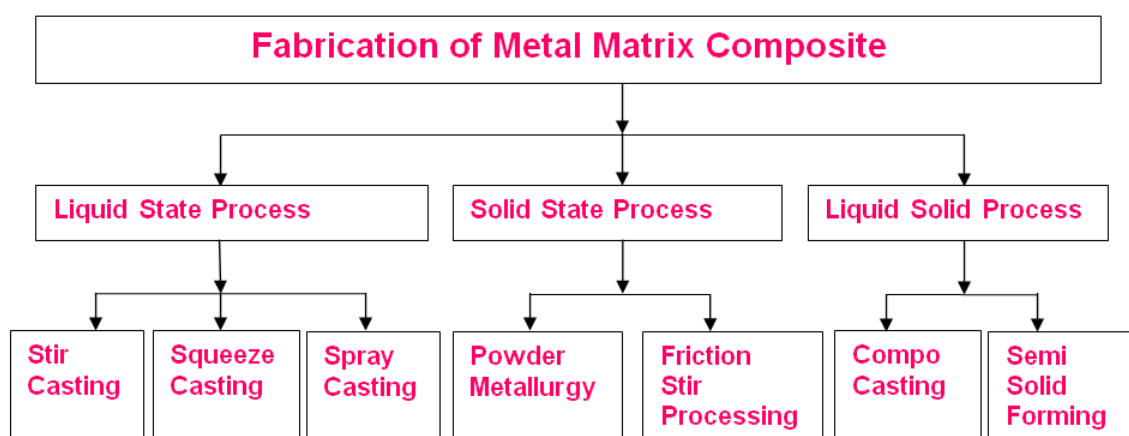 Fabrication of Metal Matrix Composite
Liquid State Process
Solid State Process
Liquid Solid Process
Stir
Casting
Squeeze
Casting
Spray
Casting
Powder
Metallurgy
Friction
Stir
Processing
Compo
Casting
Semi
Solid
Forming